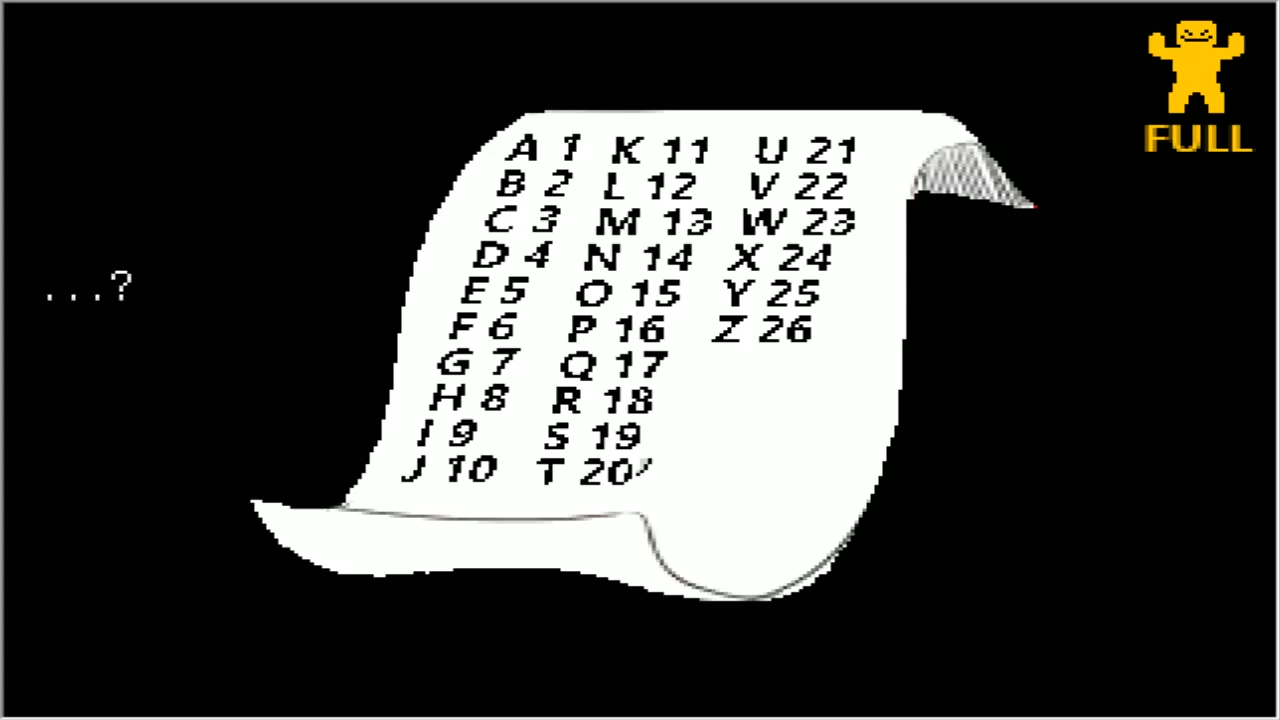 FULL
A 1 K 11 U 21
B 2 L 12 V 22
C 3 M 13 W 23
D 4 N 14 X 24
...?
E 5 O 15 Y 25
F 6 P 16 Z 26
G 7 Q 17
H 8 R 18
I 9 S 19
J 10 T 20